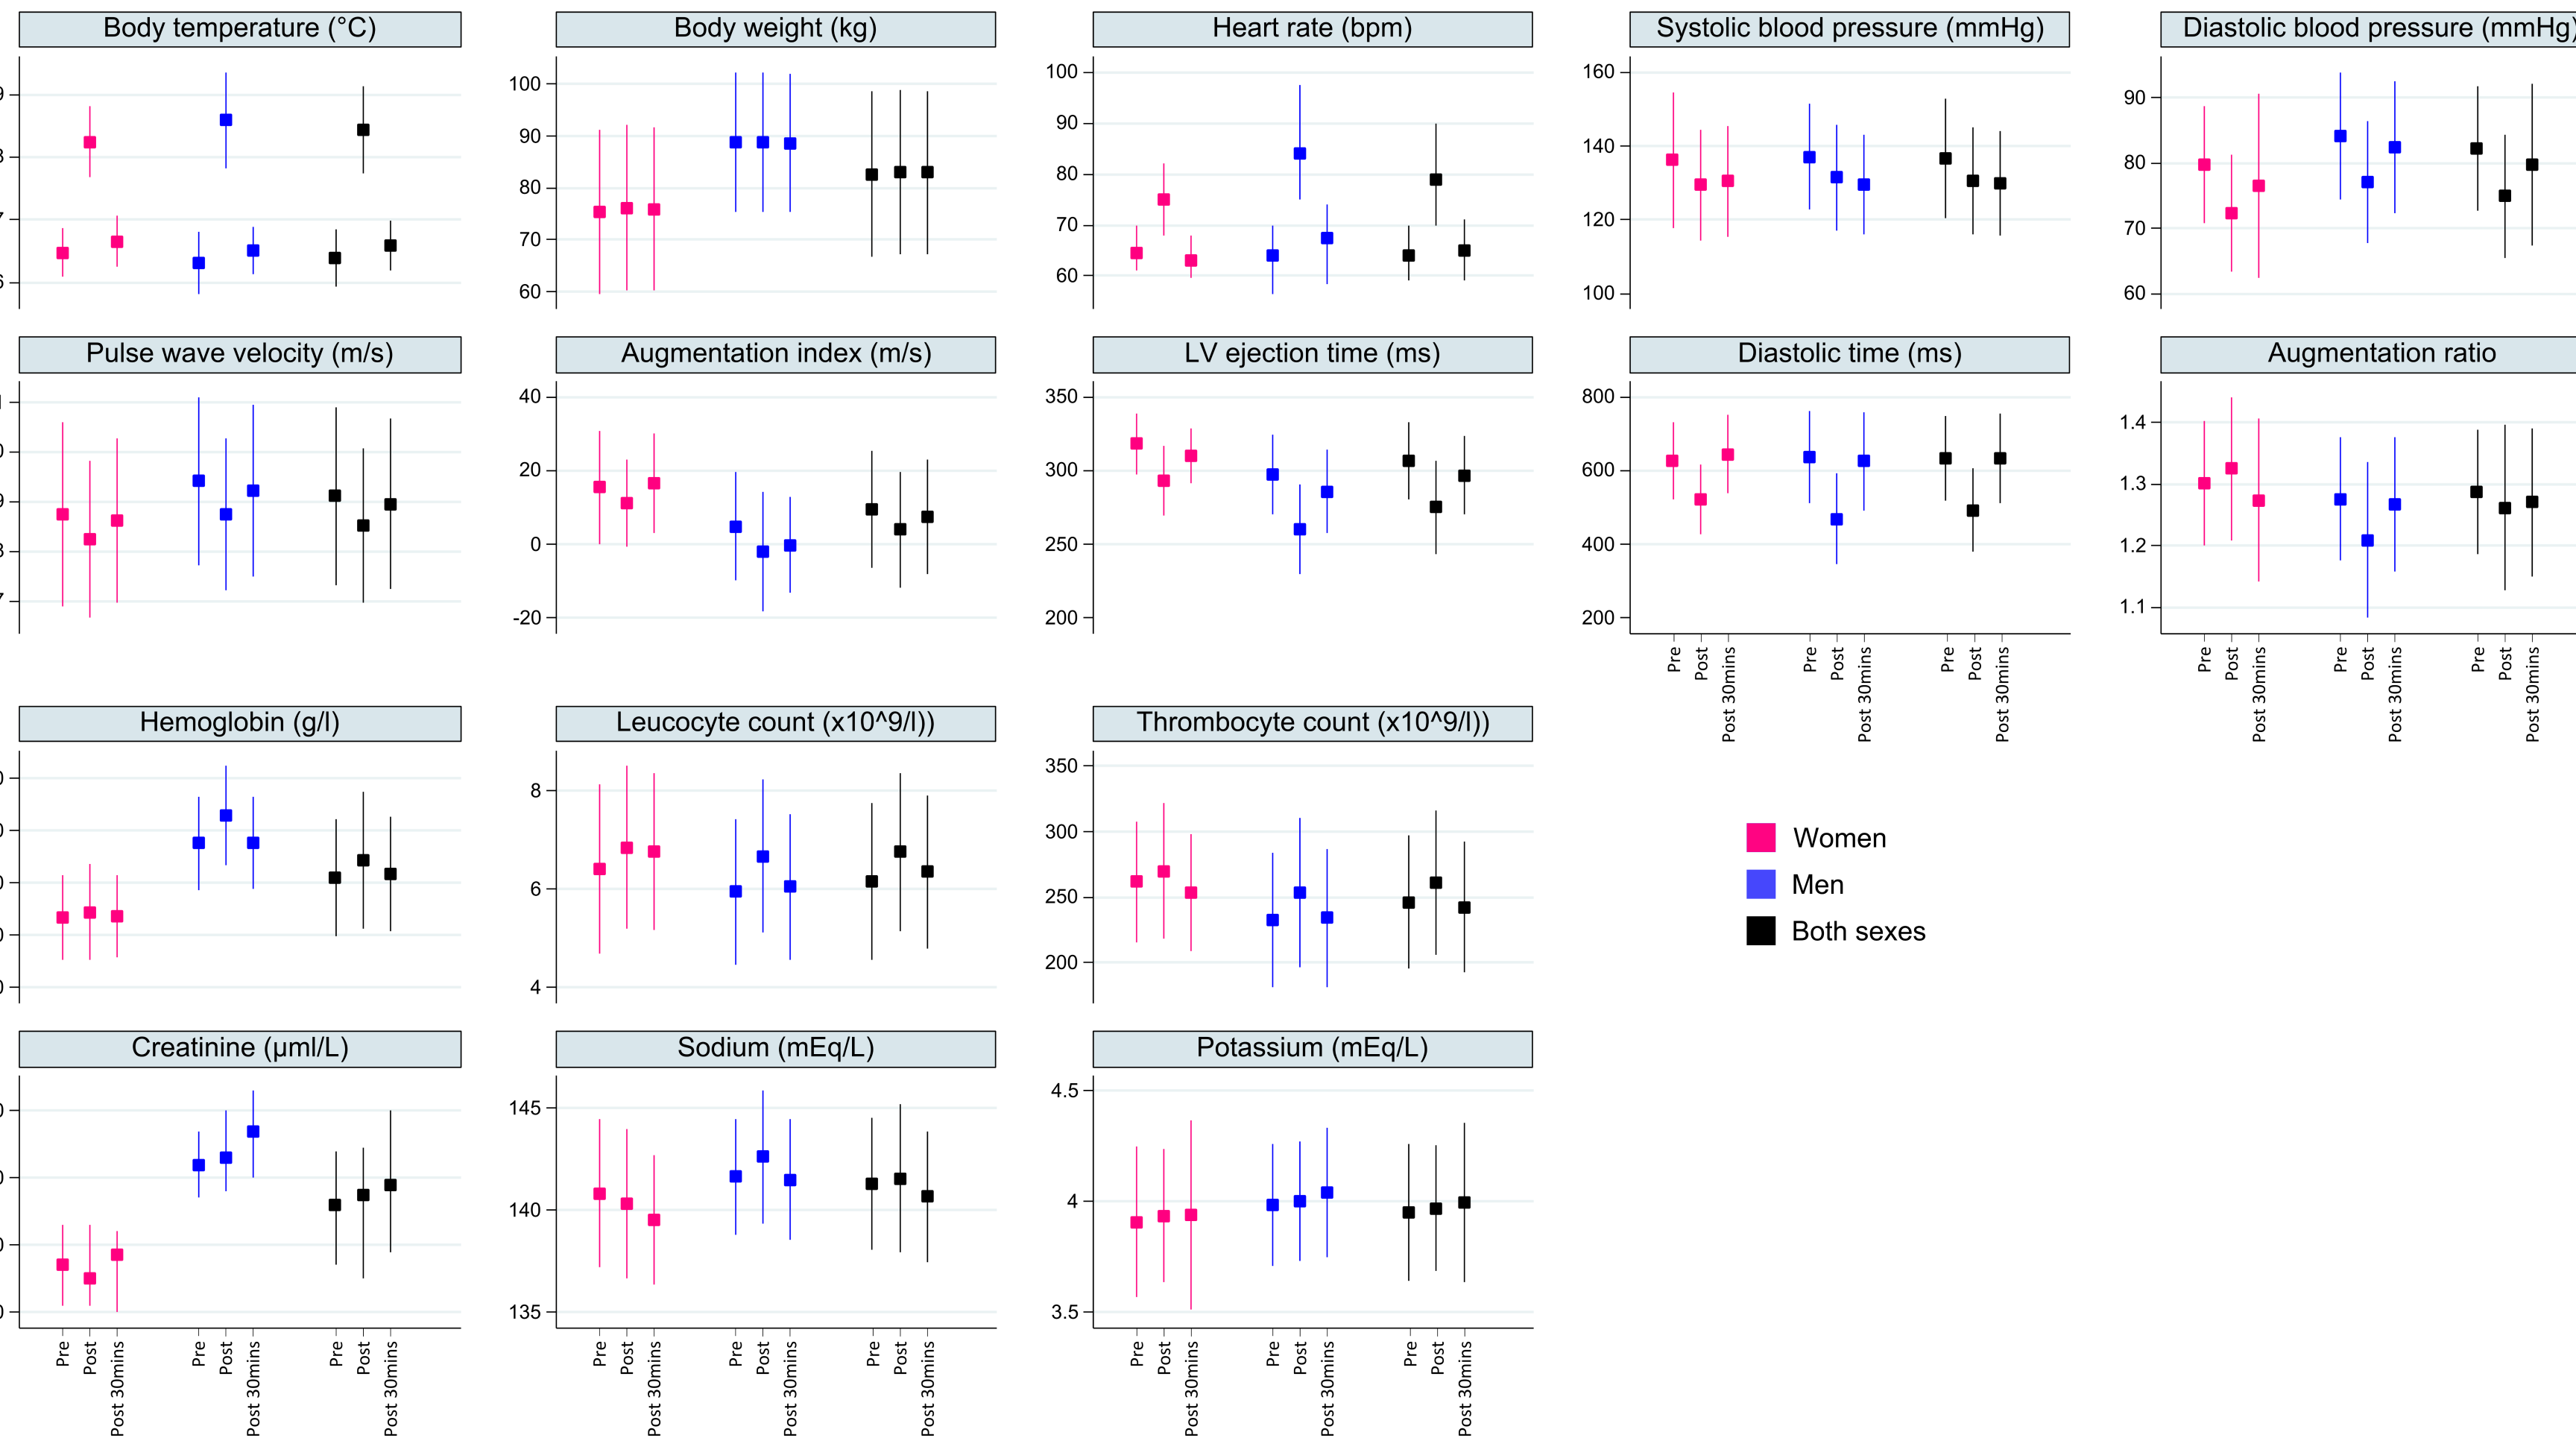 Body temperature (°C)
Body weight (kg)
100
90
80
70
60
Heart rate (bpm)
100
90
80
70
60
Systolic blood pressure (mmHg)
160
140
120
100
Diastolic blood pressure (mmHg)
90
80
70
60
Pulse wave velocity (m/s)
Augmentation index (m/s)
40
20
0
-20
LV ejection time (ms)
350
300
250
200
Diastolic time (ms)
800
600
400
200
Pre
Post
Post 30mins
Pre
Post
Post 30mins
Pre
Post
Post 30mins
Augmentation ratio
1.4
1.3
1.2
1.1
Pre
Post
Post 30mins
Pre
Post
Post 30mins
Pre
Post
Post 30mins
Hemoglobin (g/l)
Leucocyte count (x10^9/l))
8
6
4
Thrombocyte count (x10^9/l))
350
300
250
200
Women
Men
Both sexes
Creatinine (µml/L)
Pre
Post
Post 30mins
Pre
Post
Post 30mins
Pre
Post
Post 30mins
Sodium (mEq/L)
145
140
135
Pre
Post
Post 30mins
Pre
Post
Post 30mins
Pre
Post
Post 30mins
Potassium (mEq/L)
4.5
4
3.5
Pre
Post
Post 30mins
Pre
Post
Post 30mins
Pre
Post
Post 30mins